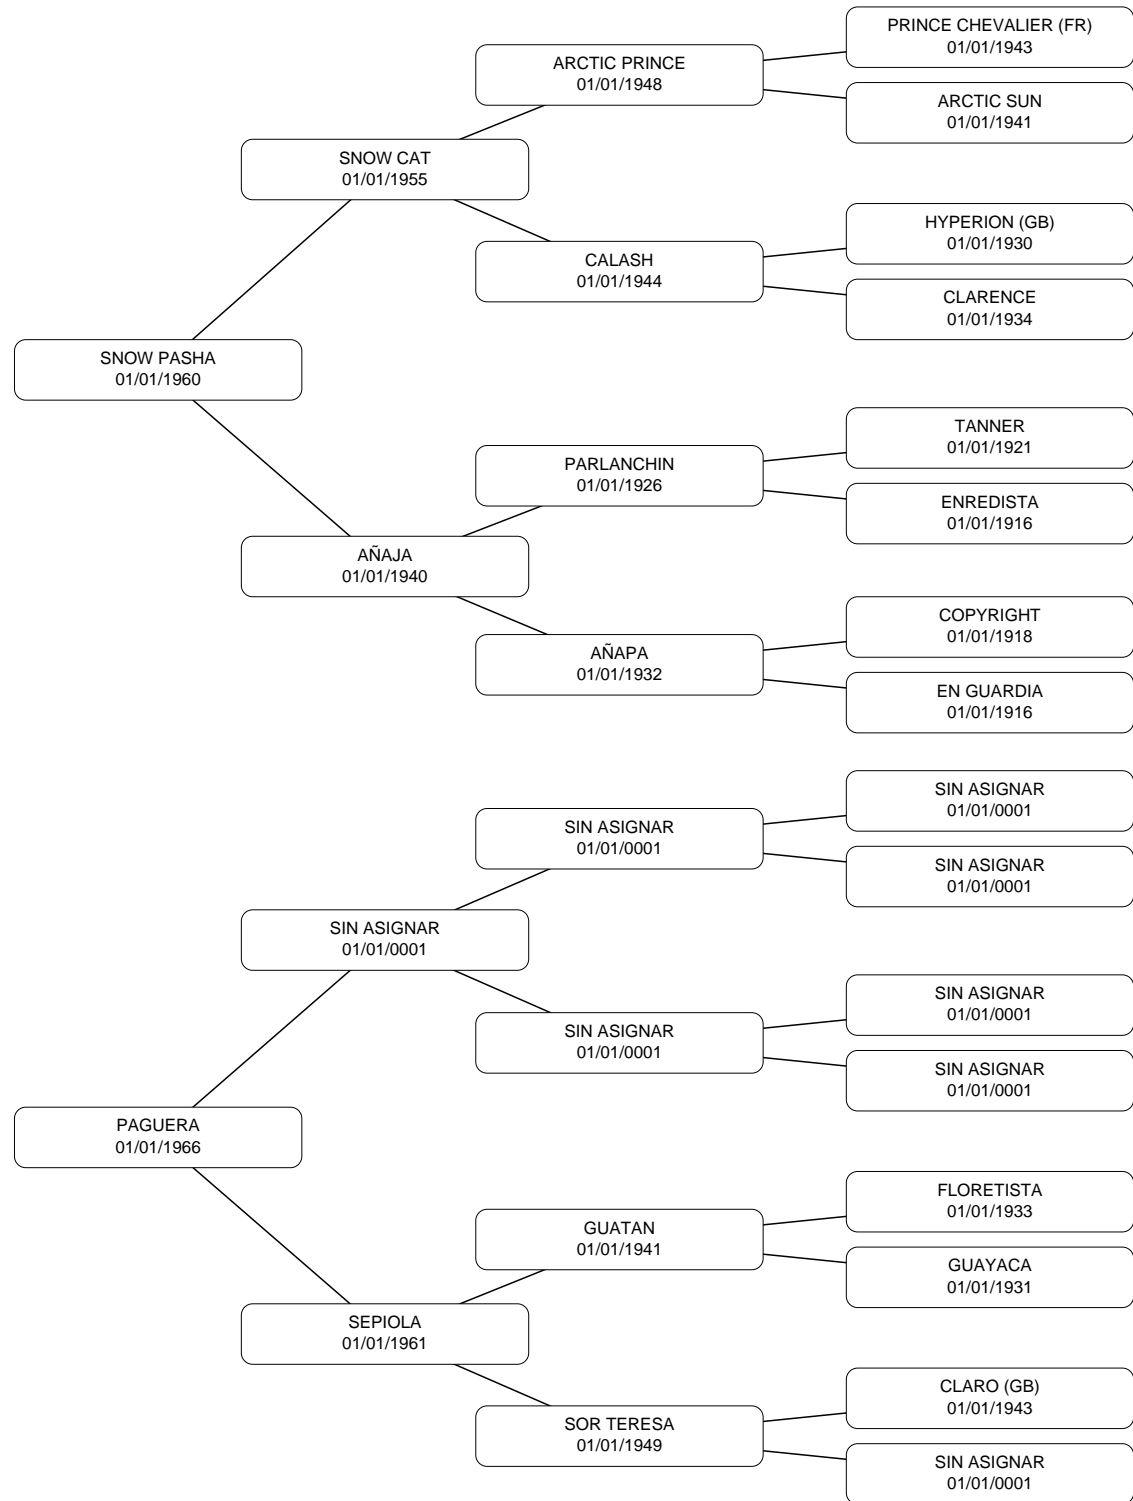 PRINCE CHEVALIER (FR)
01/01/1943
ARCTIC PRINCE
01/01/1948
ARCTIC SUN
01/01/1941
SNOW CAT
01/01/1955
HYPERION (GB)
01/01/1930
CALASH
01/01/1944
CLARENCE
01/01/1934
SNOW PASHA
01/01/1960
TANNER
01/01/1921
PARLANCHIN
01/01/1926
ENREDISTA
01/01/1916
AÑAJA
01/01/1940
COPYRIGHT
01/01/1918
AÑAPA
01/01/1932
EN GUARDIA
01/01/1916
SIN ASIGNAR
01/01/0001
SIN ASIGNAR
01/01/0001
SIN ASIGNAR
01/01/0001
SIN ASIGNAR
01/01/0001
SIN ASIGNAR
01/01/0001
SIN ASIGNAR
01/01/0001
SIN ASIGNAR
01/01/0001
PAGUERA
01/01/1966
FLORETISTA
01/01/1933
GUATAN
01/01/1941
GUAYACA
01/01/1931
SEPIOLA
01/01/1961
CLARO (GB)
01/01/1943
SOR TERESA
01/01/1949
SIN ASIGNAR
01/01/0001